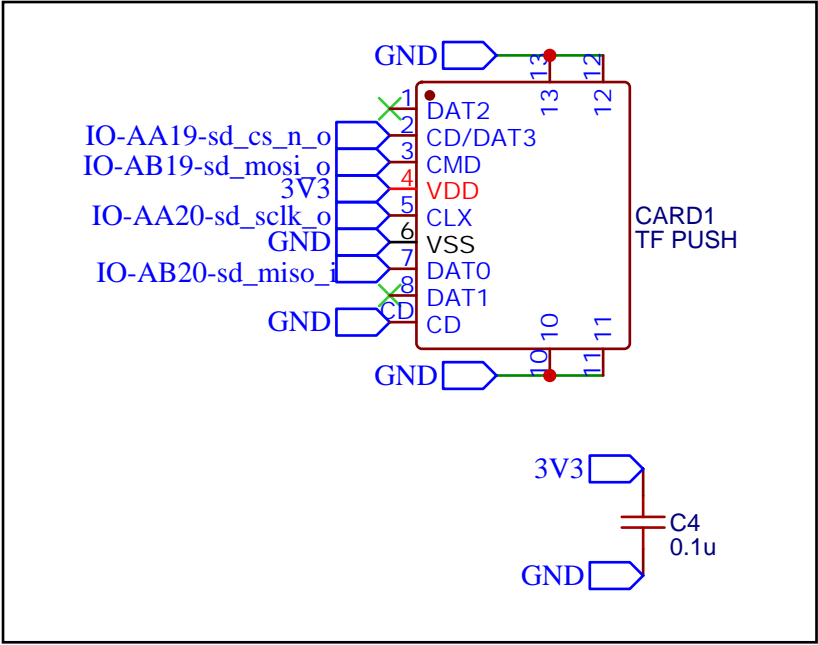 GND
13 12
13 12
1 DAT2
IO-AA19-sd_cs_n_o 2 CD/DAT3
IO-AB19-sd_mosi_o 3 CMD
3V3 4 VDD
IO-AA20-sd_sclk_o 5 CLX
GND 6 VSS
IO-AB20-sd_miso_i 7 DAT0
8 DAT1
GND CD CD
CARD1
TF PUSH
10 11
10 11
GND
3V3
C4
0.1u
GND